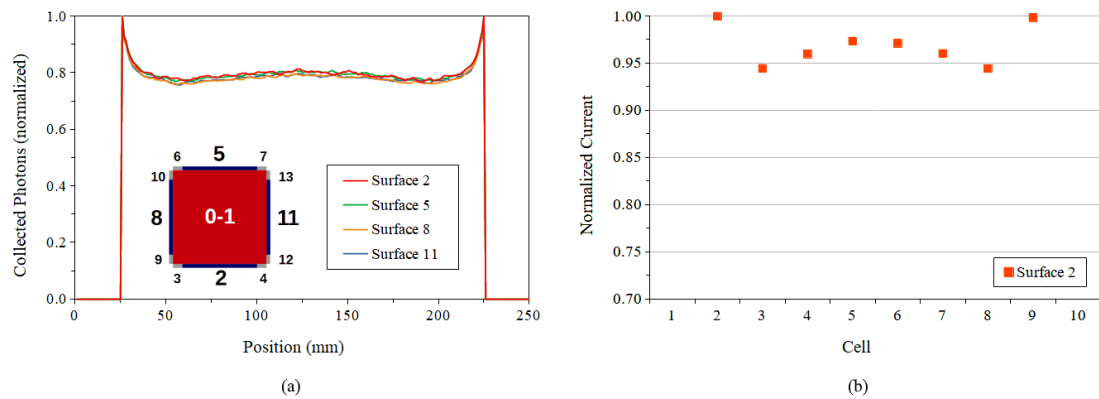 Collected Photons (normalized)
1.0
0.8
0.6
0.4
0.2
0.0
6 5 7
10 13
8 0-1 11
9 12
3 2 4
Surface 2
Surface 5
Surface 8
Surface 11
0 50 100 150 200 250
Position (mm)
(a)
Normalized Current
1.00
0.95
0.90
0.85
0.80
0.75
0.70
Surface 2
1 2 3 4 5 6 7 8 9 10
Cell
(b)